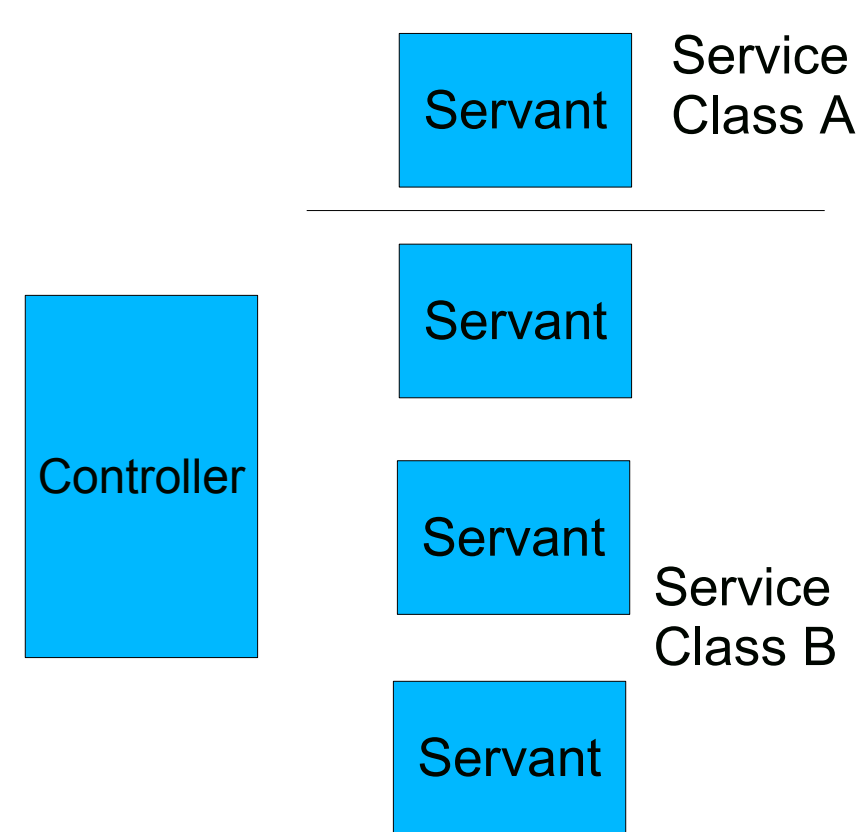 Servant
Service
Class A
Servant
Controller
Servant
Service
Class B
Servant